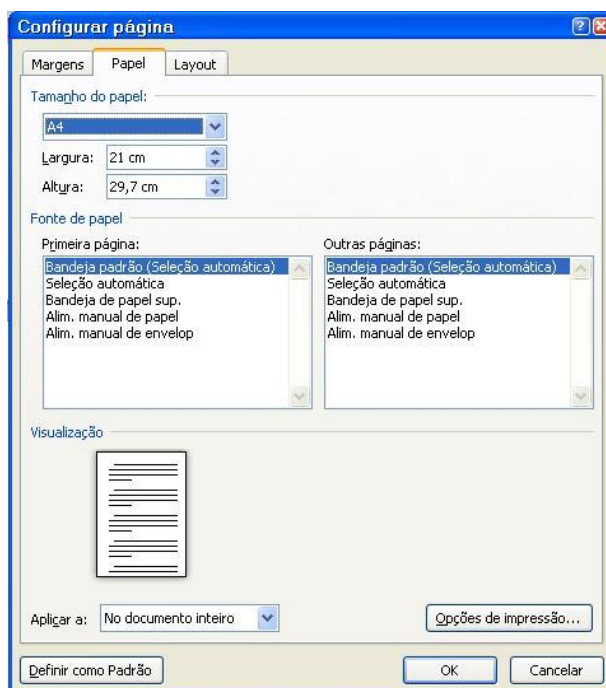 Configurar página
Margens Papel Layout
Tamanho do papel:
A4
Largura: 21 cm
Altura: 29,7 cm
Fonte de papel
Primeira página: Outras páginas:
Bandeja padrão (Seleção automática) Bandeja padrão (Seleção automática)
Seleção automática Seleção automática
Bandeja de papel sup. Bandeja de papel sup.
Alim. manual de papel Alim. manual de papel
Alim. manual de envelop Alim. manual de envelop
Visualização
Aplicar a: No documento inteiro Opções de impressão...
Definir como Padrão OK Cancelar